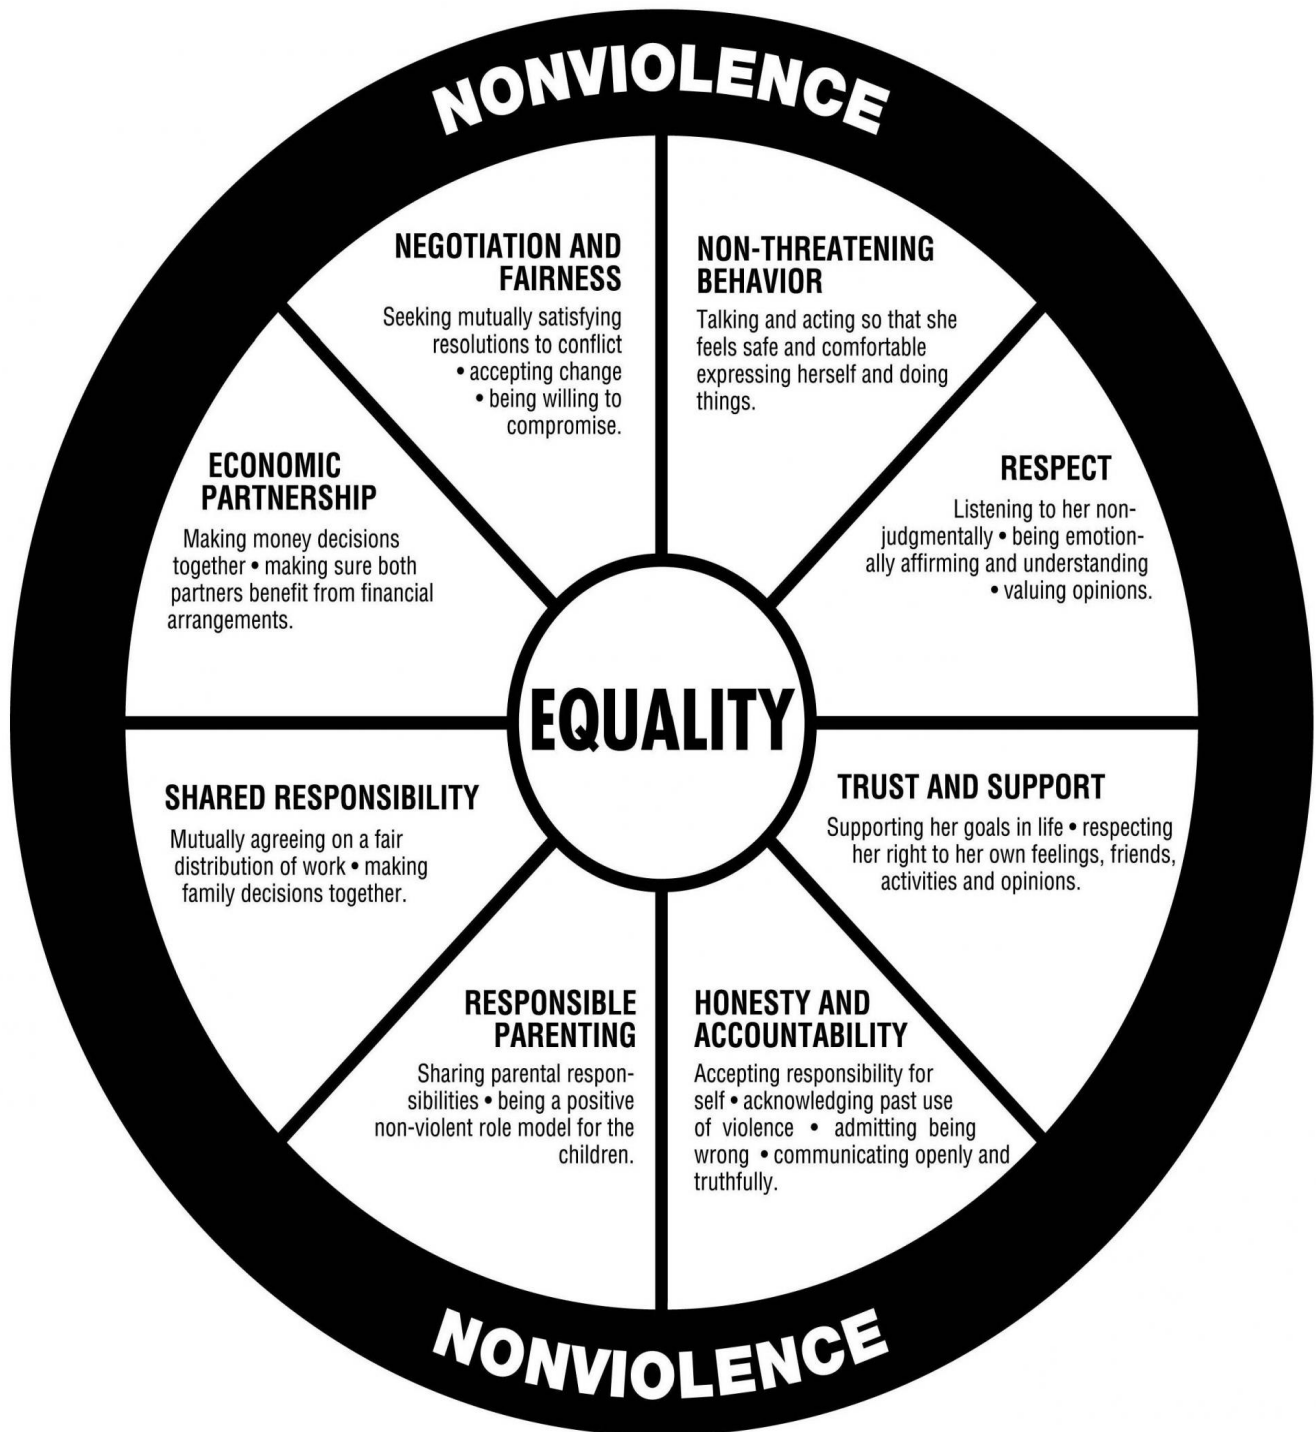 NONVIOLENCE
NEGOTIATION AND
FAIRNESS
Seeking mutually satisfying
resolutions to conflict
• accepting change
• being willing to
compromise.
NON-THREATENING
BEHAVIOR
Talking and acting so that she
feels safe and comfortable
expressing herself and doing
things.
ECONOMIC
PARTNERSHIP
Making money decisions
together • making sure both
partners benefit from financial
arrangements.
RESPECT
Listening to her non-
judgmentally • being emotion-
ally affirming and understanding
• valuing opinions.
EQUALITY
SHARED RESPONSIBILITY
Mutually agreeing on a fair
distribution of work • making
family decisions together.
TRUST AND SUPPORT
Supporting her goals in life • respecting
her right to her own feelings, friends,
activities and opinions.
RESPONSIBLE
PARENTING
Sharing parental respon-
sibilities • being a positive
non-violent role model for the
children.
HONESTY AND
ACCOUNTABILITY
Accepting responsibility for
self • acknowledging past use
of violence • admitting being
wrong • communicating openly and
truthfully.
NONVIOLENCE